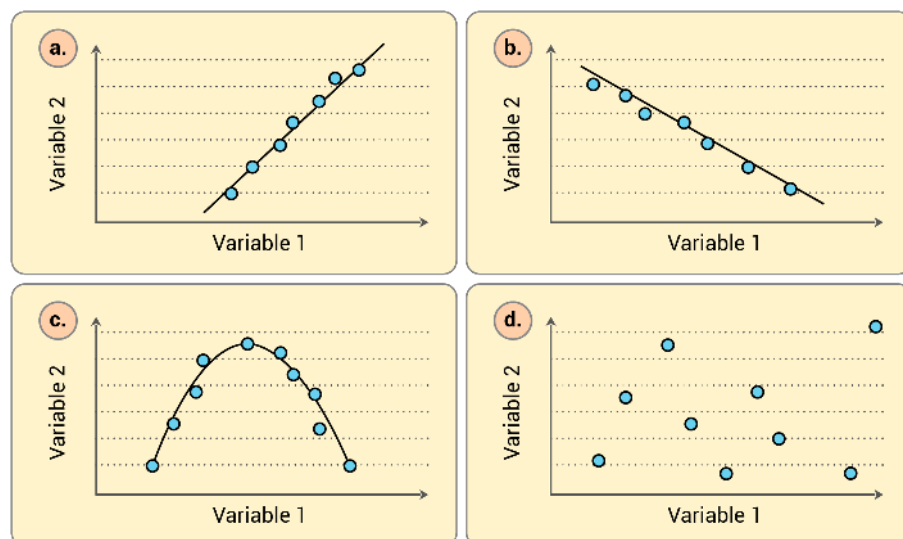 a.
Variable 2
Variable 1
b.
Variable 2
Variable 1
c.
Variable 2
Variable 1
d.
Variable 2
Variable 1